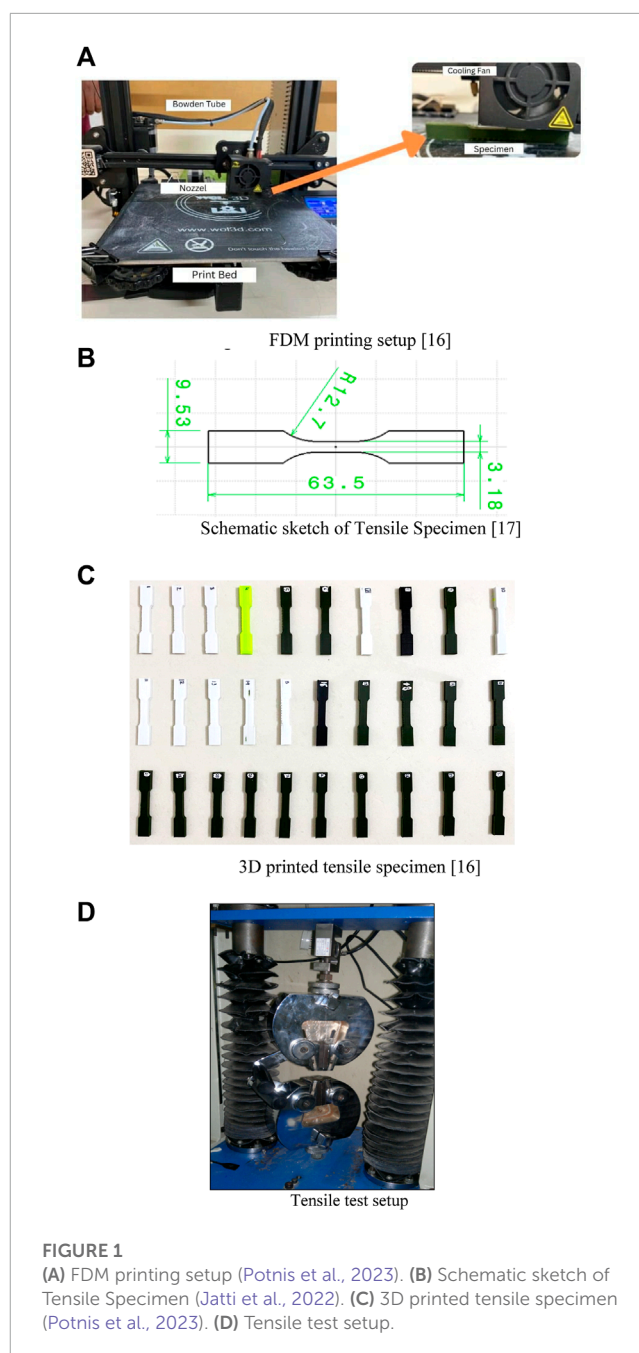 A
Bowden Tube
Cooling Fan
Specimen
Nozzel
www.wol3d.com
Print Bed
FDM printing setup [16]
B
9.53
R12.7
63.5
3.18
Schematic sketch of Tensile Specimen [17]
C
3D printed tensile specimen [16]
D
Tensile test setup
FIGURE 1
(A) FDM printing setup (Potnis et al., 2023). (B) Schematic sketch of
Tensile Specimen (Jatti et al., 2022). (C) 3D printed tensile specimen
(Potnis et al., 2023). (D) Tensile test setup.